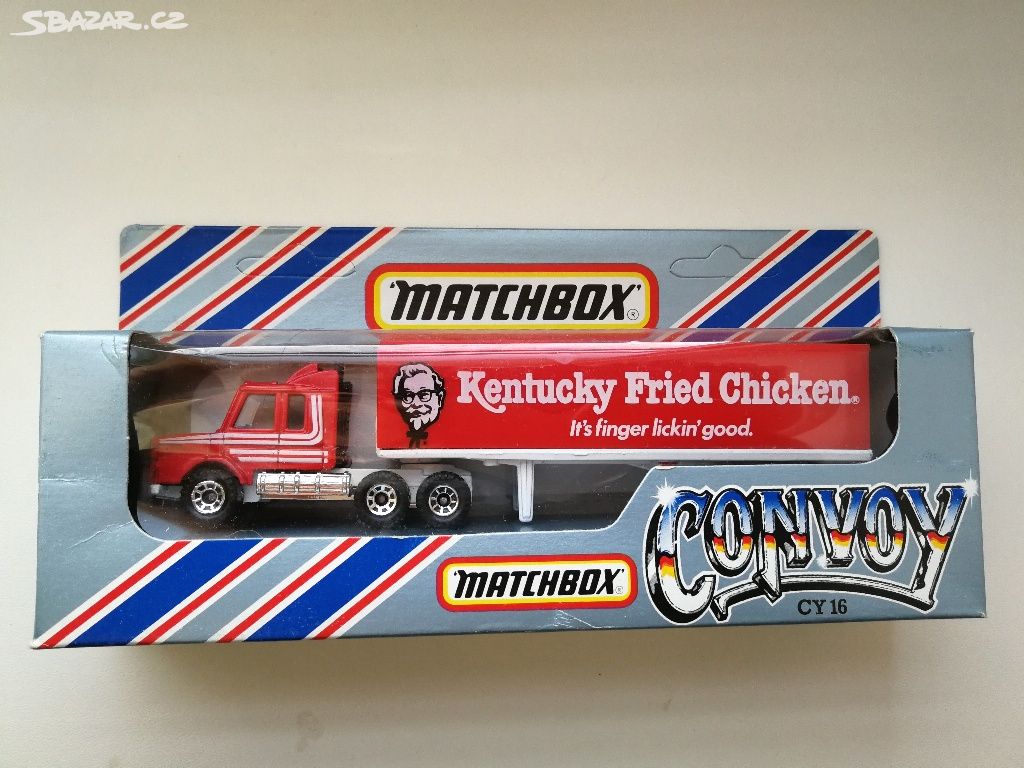 SBAZAR.CZ
'MATCHBOX'®
Kentucky Fried Chicken®
It's finger lickin' good.
'MATCHBOX'®
CONVOY
CY 16